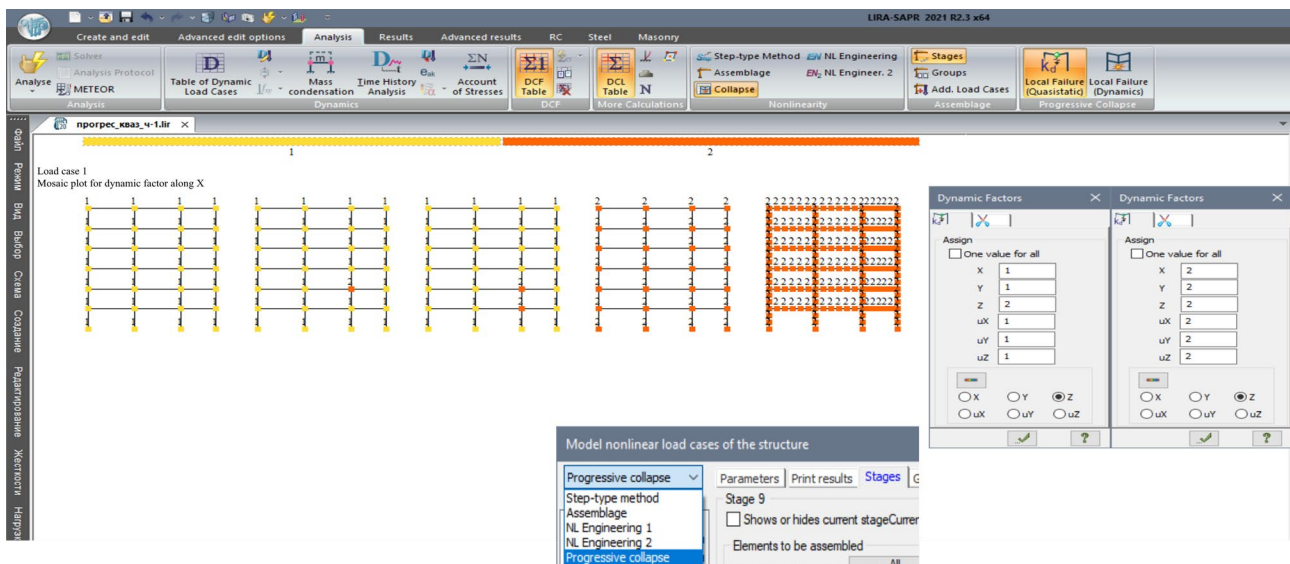 LIRA-SAPR 2021 R2.3 x64
Create and edit Advanced edit options Analysis Results Advanced results RC Steel Masonry
Analyse
Solver
Analysis Protocol
METEOR
Analysis
Table of Dynamic
Load Cases
Mass
condensation
Time History
Analysis
Account
of Stresses
Dynamics
DCF
Table
DCF
DCL
Table
More Calculations
Step-type Method NL Engineering
Assemblage NL Engineer. 2
Collapse
Nonlinearity
Stages
Groups
Add. Load Cases
Assemblage
Local Failure
(Quasistatic)
Local Failure
(Dynamics)
Progressive Collapse
прогрес_кваз_ч-1.lir
Файл
Режим
Вид
Выбор
Схема
Создание
Редактирование
Жесткости
1 2
Load case 1
Mosaic plot for dynamic factor along X
Dynamic Factors
Assign
One value for all
X 1
Y 1
Z 2
uX 1
uY 1
uZ 1
X Y Z
uX uY uZ
?
Dynamic Factors
Assign
One value for all
X 2
Y 2
Z 2
uX 2
uY 2
uZ 2
X Y Z
uX uY uZ
?
Model nonlinear load cases of the structure
Progressive collapse
Step-type method
Assemblage
NL Engineering 1
NL Engineering 2
Progressive collapse
Parameters Print results Stages
Stage 9
Shows or hides current stageCurrer
Elements to be assembled